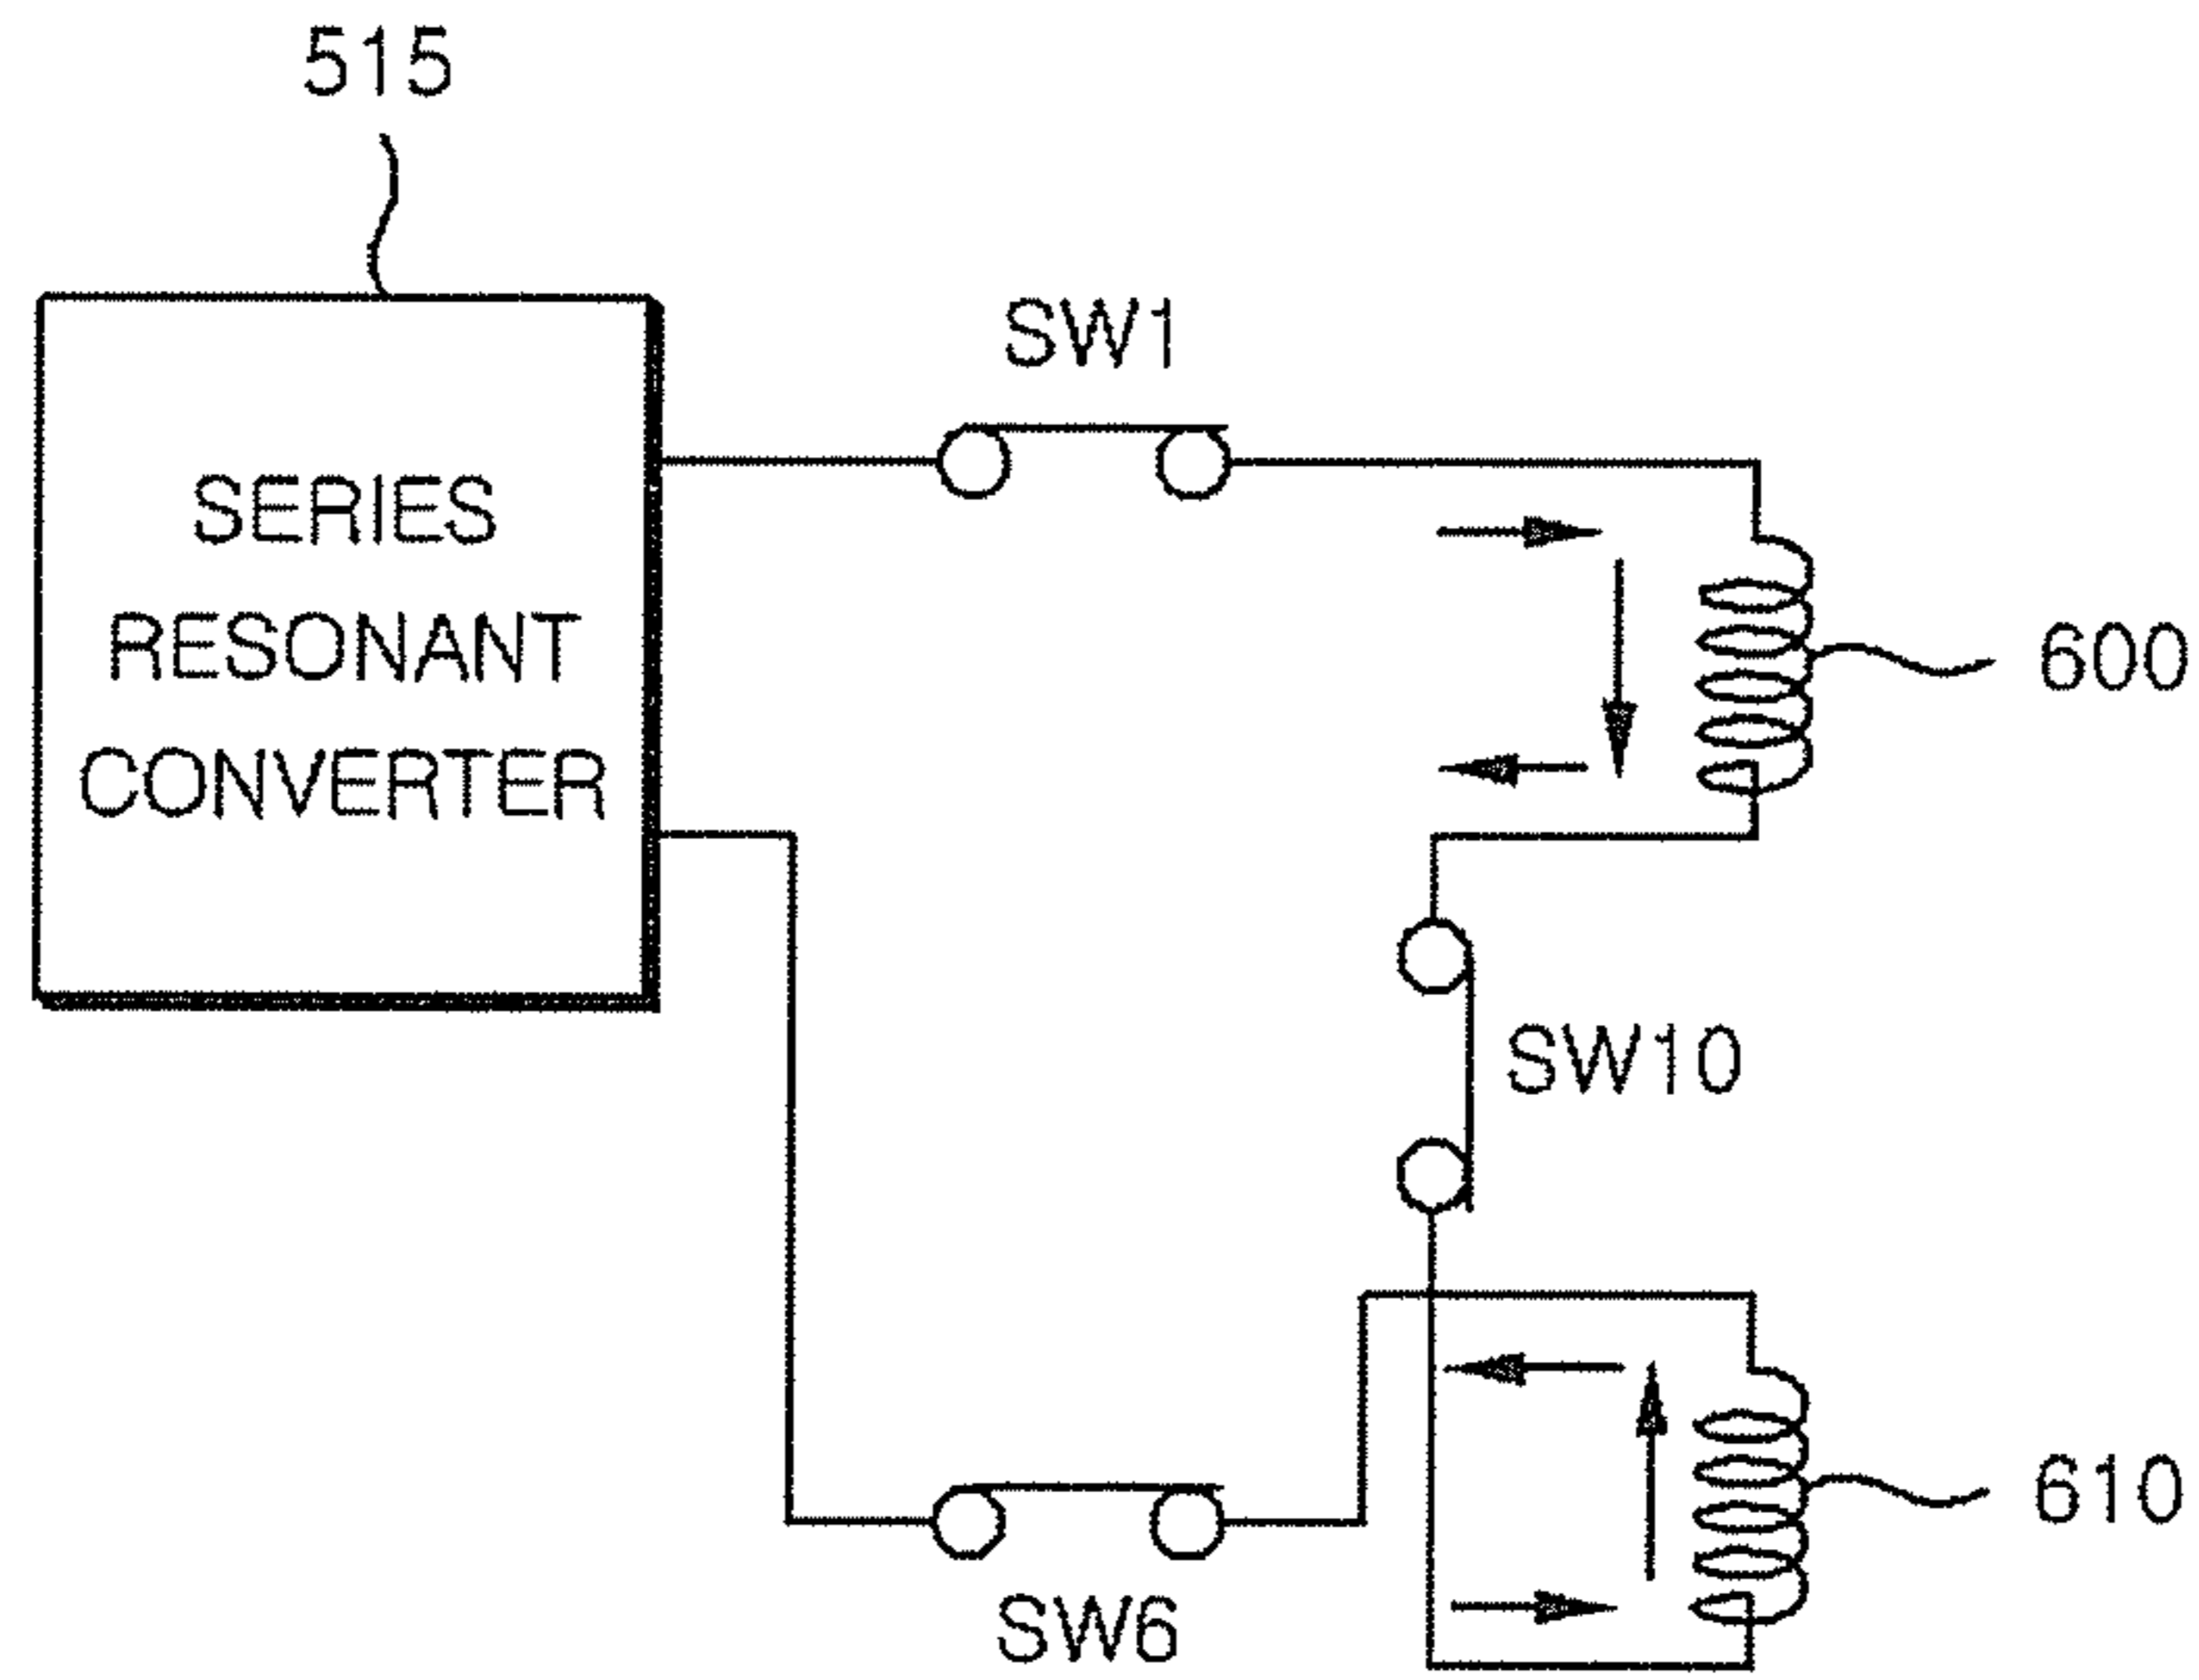 515
SW1
SERIES
RESONANT
CONVERTER
600
SW10
610
SW6